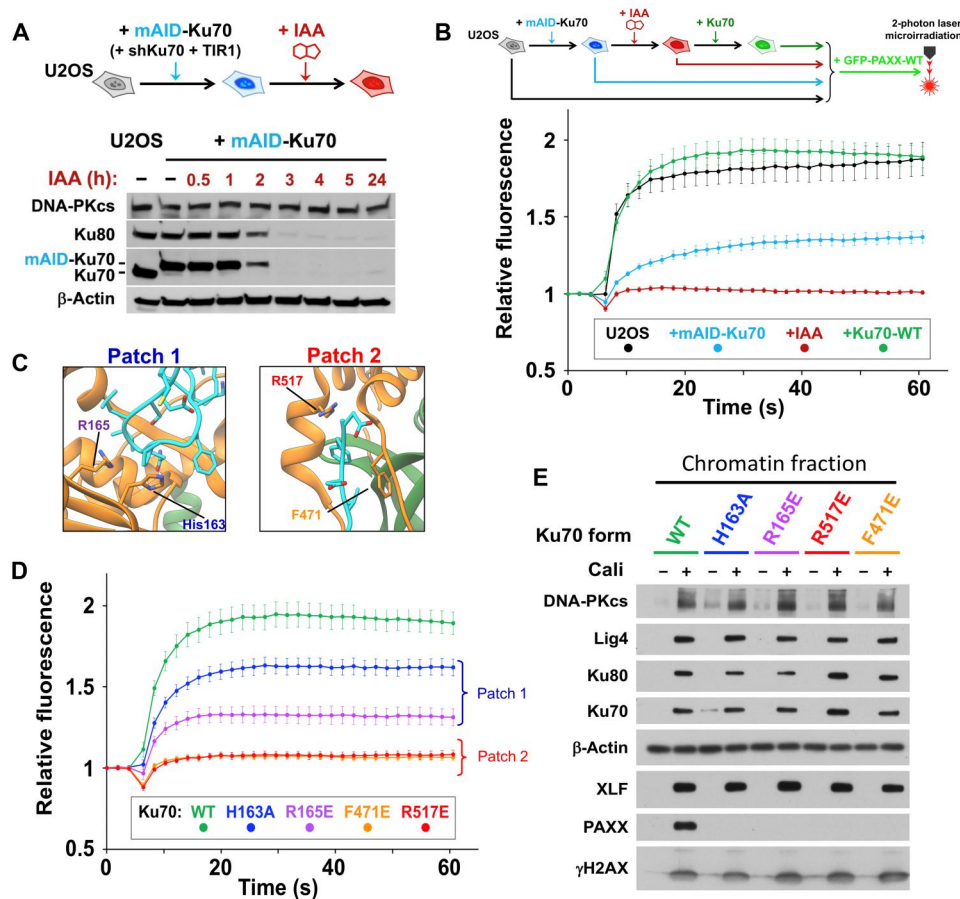 A
+ mAID-Ku70
(+ shKu70 + TIR1)
+ IAA
U2OS
U2OS
+ mAID-Ku70
IAA (h):
– – 0.5 1 2 3 4 5 24
DNA-PKcs
Ku80
mAID-Ku70
Ku70
β-Actin
B
U2OS
+ mAID-Ku70
+ IAA
+ Ku70
2-photon laser
microirradiation
+ GFP-PAXX-WT
Relative fluorescence
2
1.5
1
0.5
U2OS +mAID-Ku70 +IAA +Ku70-WT
0 20 40 60
Time (s)
C
Patch 1
R165
His163
Patch 2
R517
F471
D
Relative fluorescence
2
1.5
1
0.5
Patch 1
Patch 2
Ku70: WT H163A R165E F471E R517E
0 20 40 60
Time (s)
E
Chromatin fraction
Ku70 form
WT H163A R165E R517E F471E
Cali – + – + – + – + – +
DNA-PKcs
Lig4
Ku80
Ku70
β-Actin
XLF
PAXX
γH2AX